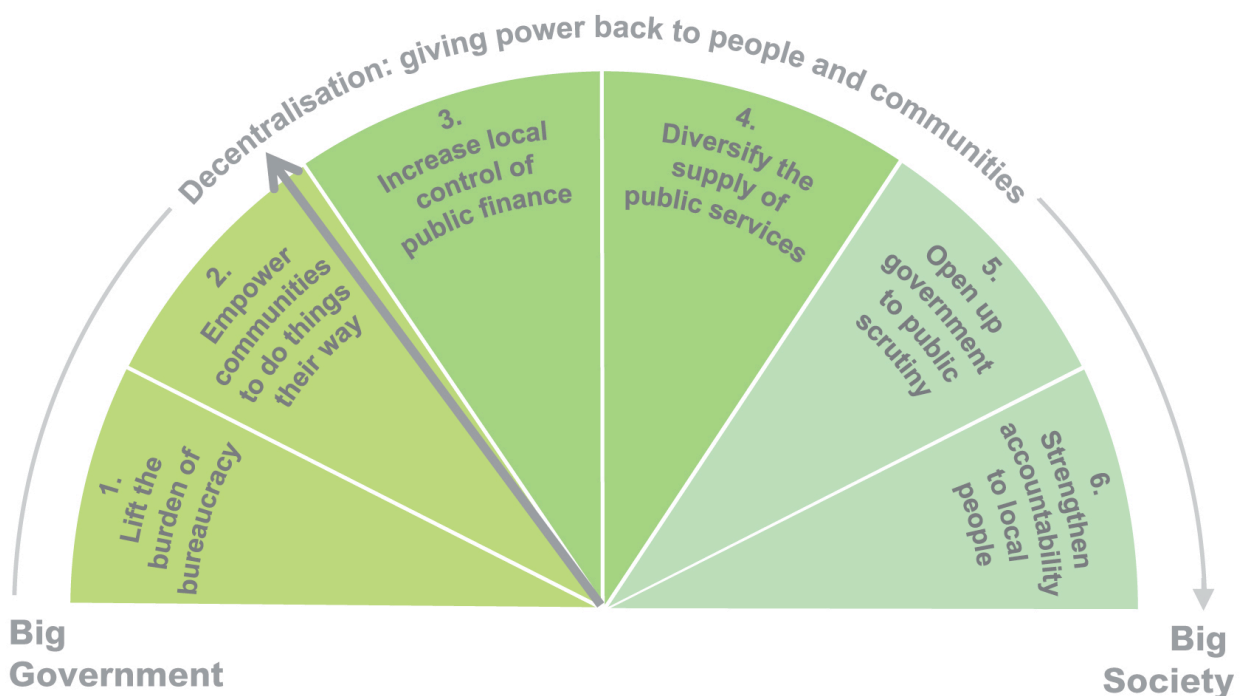 Decentralisation: giving power back to people and communities
1.
Lift the
burden of
bureaucracy
2.
Empower
communities
to do things
their way
3.
Increase local
control of
public finance
4.
Diversify the
supply of
public services
5.
Open up
government
to public
scrutiny
6.
Strengthen
accountability
to local
people
Big
Government
Big
Society